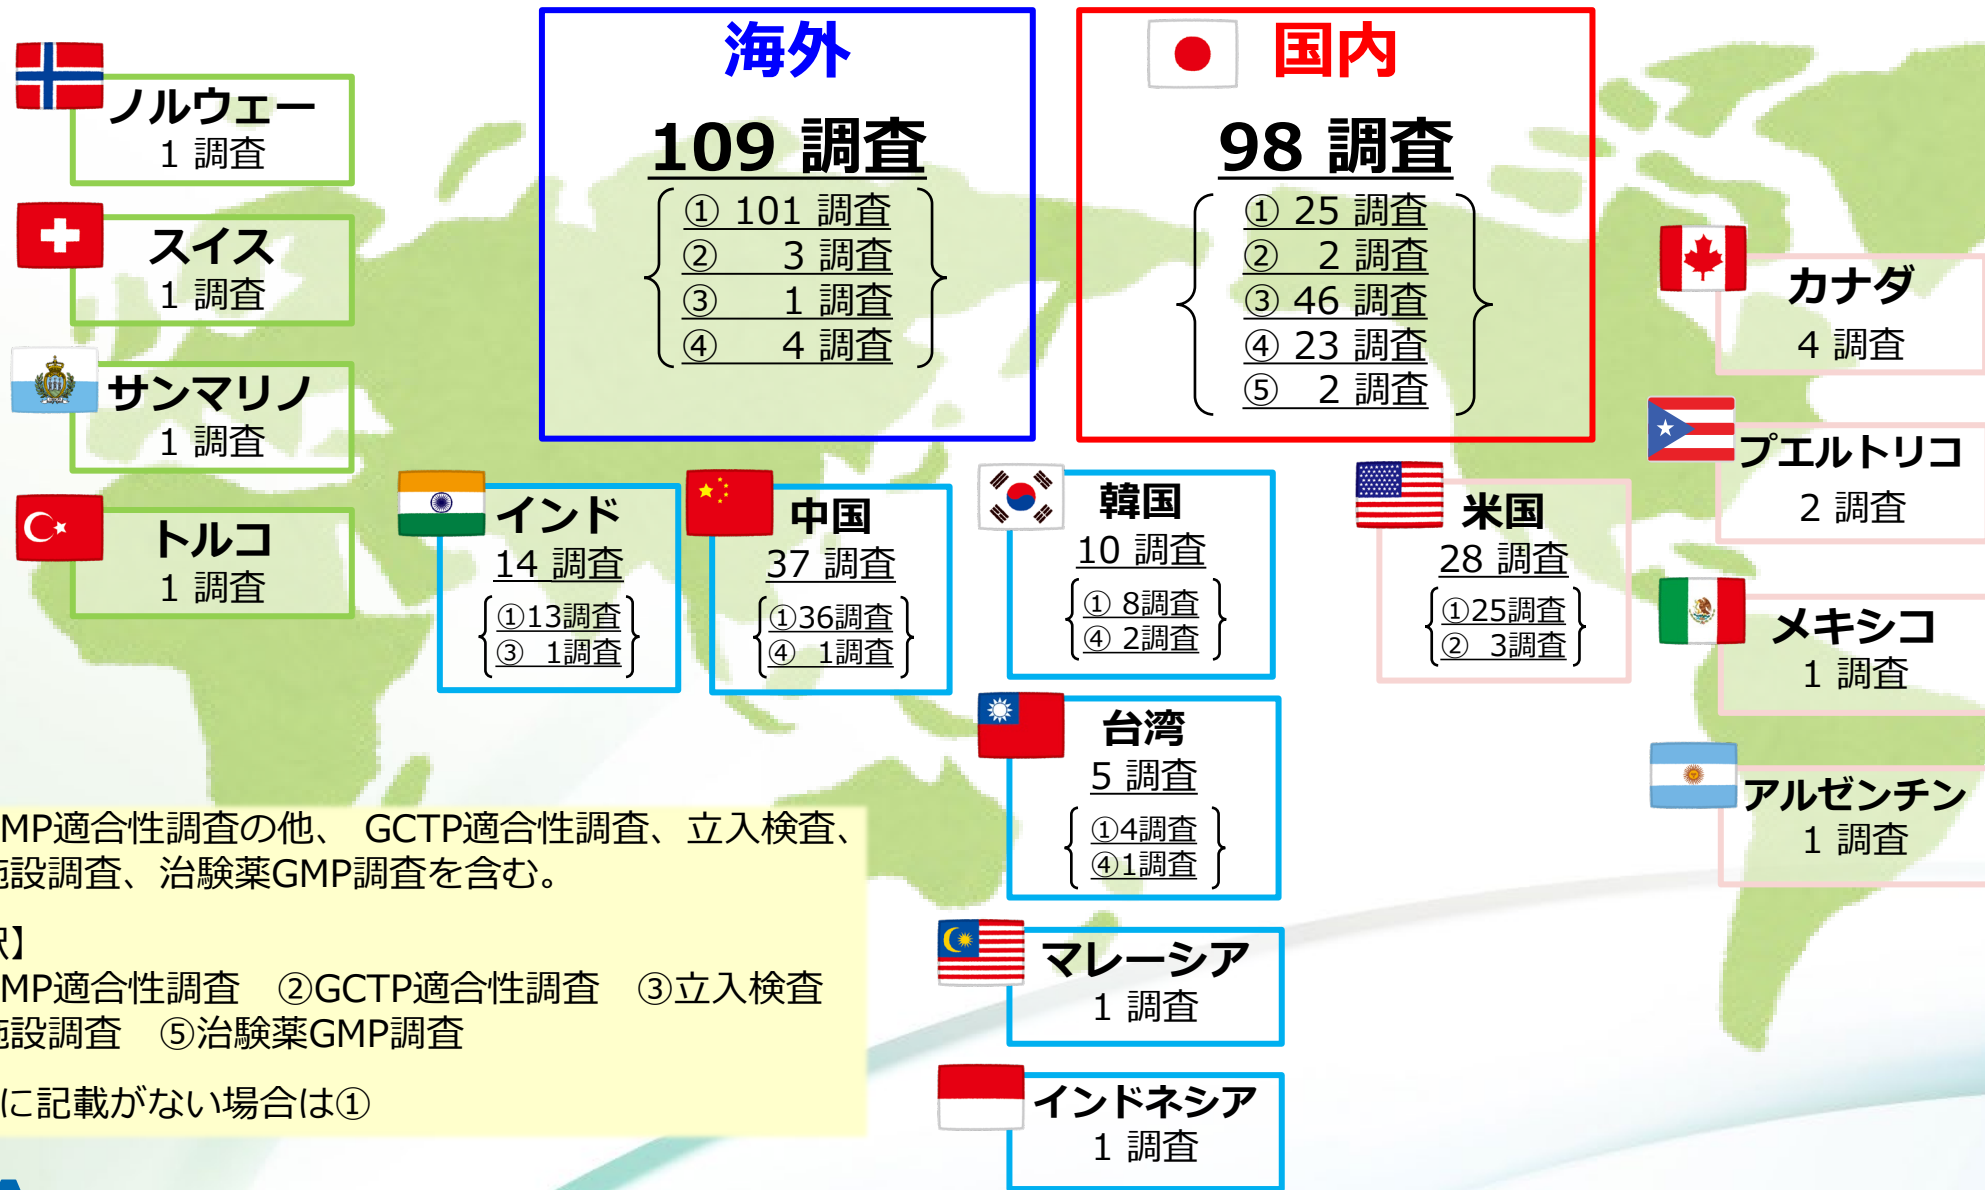 海外
109 調査
① 101 調査
② 3 調査
③ 1 調査
④ 4 調査
国内
98 調査
① 25 調査
② 2 調査
③ 46 調査
④ 23 調査
⑤ 2 調査
ノルウェー
1 調査
スイス
1 調査
サンマリノ
1 調査
トルコ
1 調査
インド
14 調査
①13調査
③ 1調査
中国
37 調査
①36調査
④ 1調査
韓国
10 調査
① 8調査
④ 2調査
台湾
5 調査
①4調査
④1調査
マレーシア
1 調査
インドネシア
1 調査
米国
28 調査
①25調査
② 3調査
カナダ
4 調査
プエルトリコ
2 調査
メキシコ
1 調査
アルゼンチン
1 調査
MP適合性調査の他、 GCTP適合性調査、立入検査、
施設調査、治験薬GMP調査を含む。
訳】
MP適合性調査 ②GCTP適合性調査 ③立入検査
施設調査 ⑤治験薬GMP調査
に記載がない場合は①